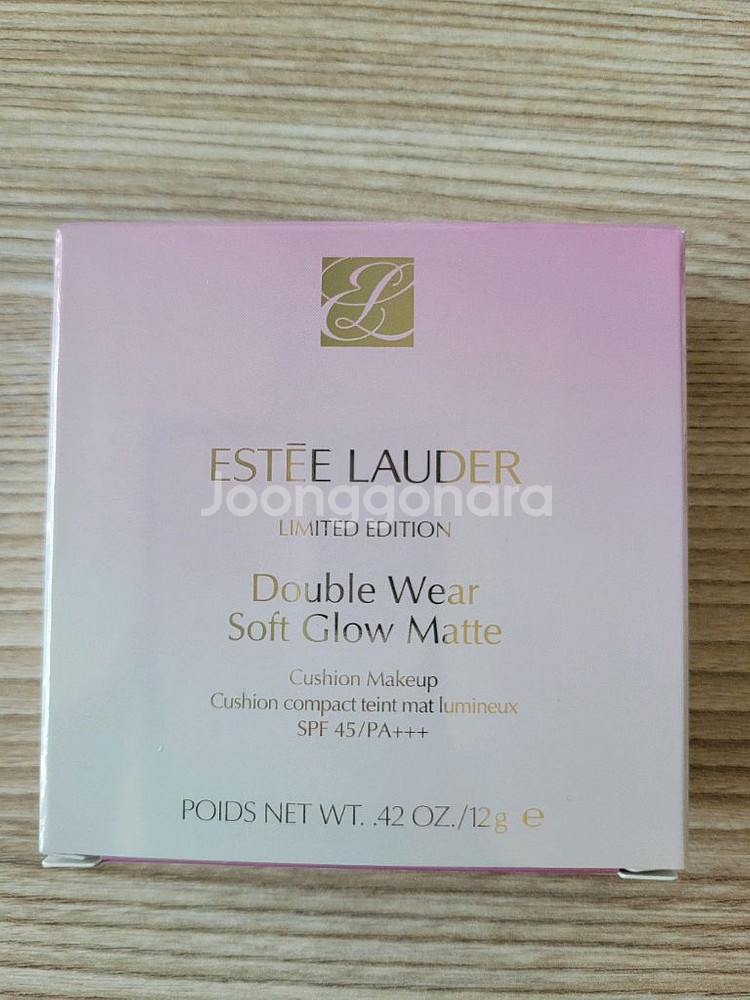 EL
ESTĒE LAUDER
Joonggonara
LIMITED EDITION
Double Wear
Soft Glow Matte
Cushion Makeup
Cushion compact teint mat lumineux
SPF 45/PA+++
POIDS NET WT. .42 OZ./12g e